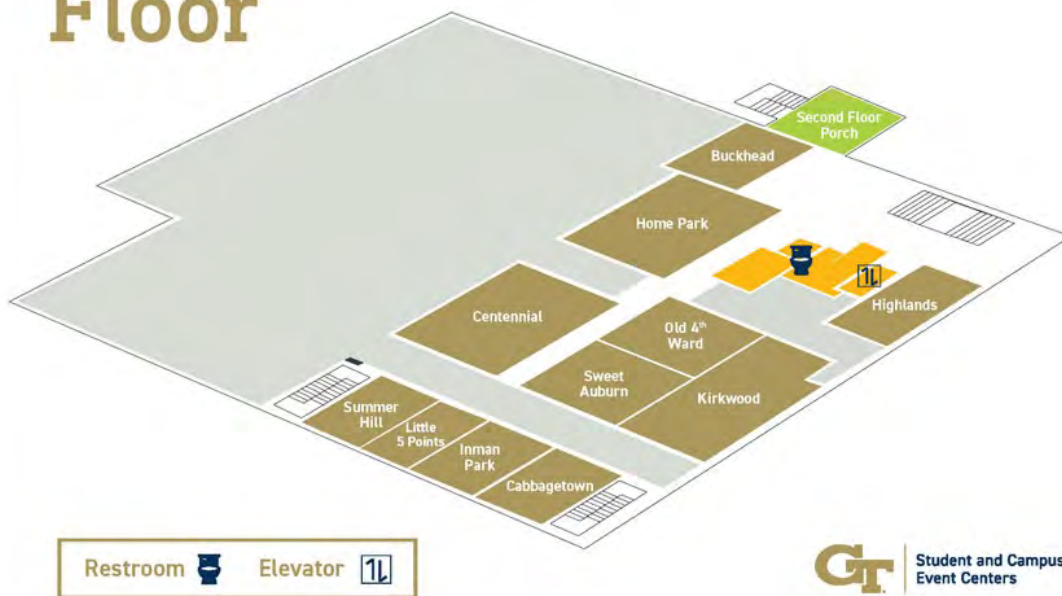 Floor
Second Floor
Porch
Buckhead
Home Park
Highlands
Centennial
Old 4th
Ward
Sweet
Auburn
Kirkwood
Summer
Hill
Little
5 Points
Inman
Park
Cabbagetown
Restroom
Elevator
GT
Student and Campus
Event Centers